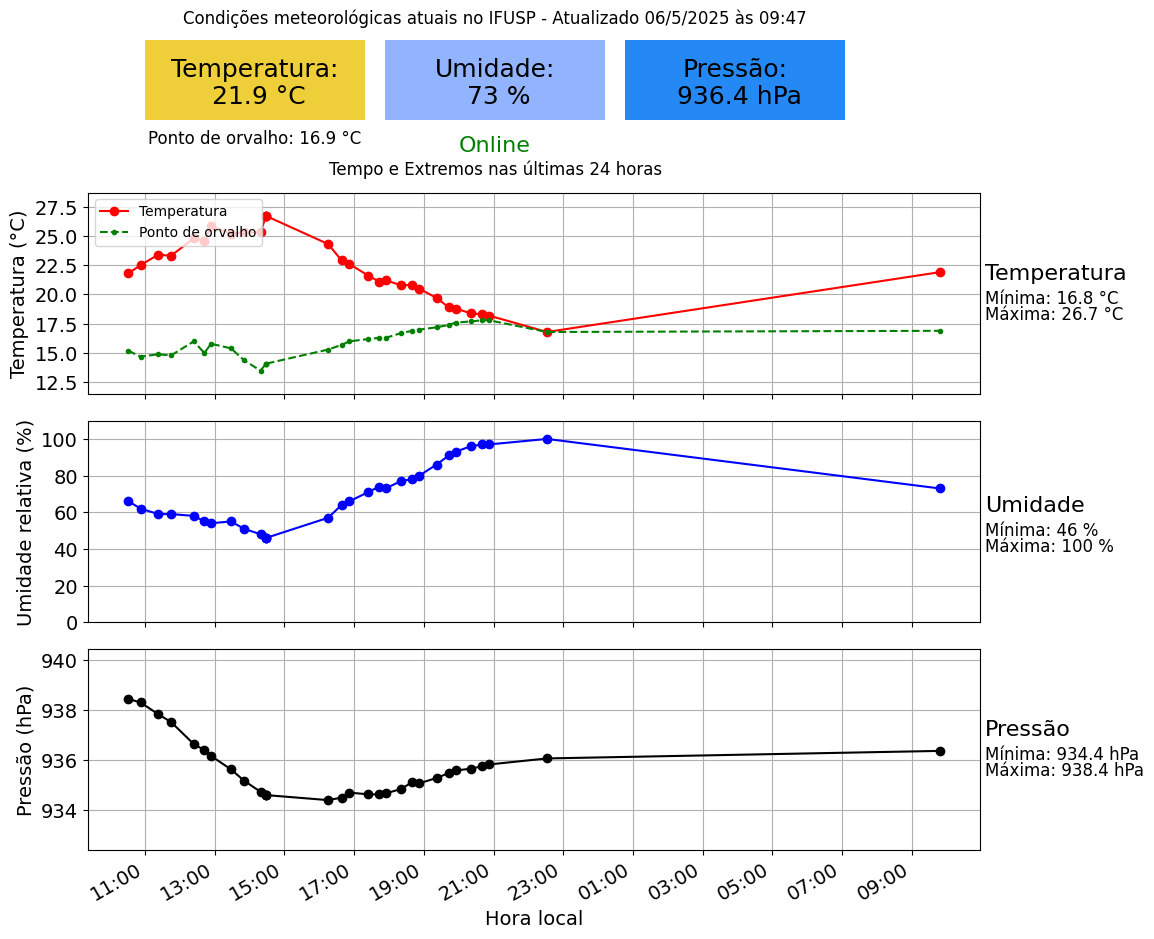 Condições meteorológicas atuais no IFUSP - Atualizado 06/5/2025 às 09:47
Temperatura:
21.9 °C
Umidade:
73 %
Pressão:
936.4 hPa
Ponto de orvalho: 16.9 °C
Online
Tempo e Extremos nas últimas 24 horas
Temperatura (°C)
27.5
25.0
22.5
20.0
17.5
15.0
12.5
Temperatura
Ponto de orvalho
Temperatura
Mínima: 16.8 °C
Máxima: 26.7 °C
Umidade relativa (%)
100
80
60
40
20
0
Umidade
Mínima: 46 %
Máxima: 100 %
Pressão (hPa)
940
938
936
934
Pressão
Mínima: 934.4 hPa
Máxima: 938.4 hPa
11:00 13:00 15:00 17:00 19:00 21:00 23:00 01:00 03:00 05:00 07:00 09:00
Hora local